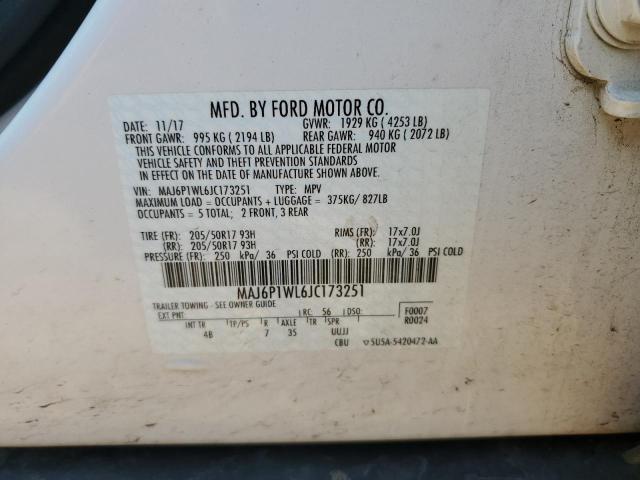 MFD. BY FORD MOTOR CO.
DATE: 11/17 GVWR: 1929 KG ( 4253 LB)
FRONT GAWR: 995 KG ( 2194 LB) REAR GAWR: 940 KG ( 2072 LB)
THIS VEHICLE CONFORMS TO ALL APPLICABLE FEDERAL MOTOR
VEHICLE SAFETY AND THEFT PREVENTION STANDARDS
IN EFFECT ON THE DATE OF MANUFACTURE SHOWN ABOVE.
VIN: MAJ6P1WL6JC173251 TYPE: MPV
MAXIMUM LOAD = OCCUPANTS + LUGGAGE = 375KG/ 827LB
OCCUPANTS = 5 TOTAL; 2 FRONT, 3 REAR
TIRE (FR): 205/50R17 93H RIMS (FR): 17x7.0J
(RR): 205/50R17 93H (RR): 17x7.0J
PRESSURE (FR): 250 kPa/ 36 PSI COLD (RR): 250 kPa/ 36 PSI COLD
MAJ6P1WL6JC173251
TRAILER TOWING - SEE OWNER GUIDE
EXT PNT: RC: 56 DSO: F0007
R0024
INT TR TP/PS R AXLE TR SPR
4B 7 35 UUJJ
CBU 5U5A-5420472-AA